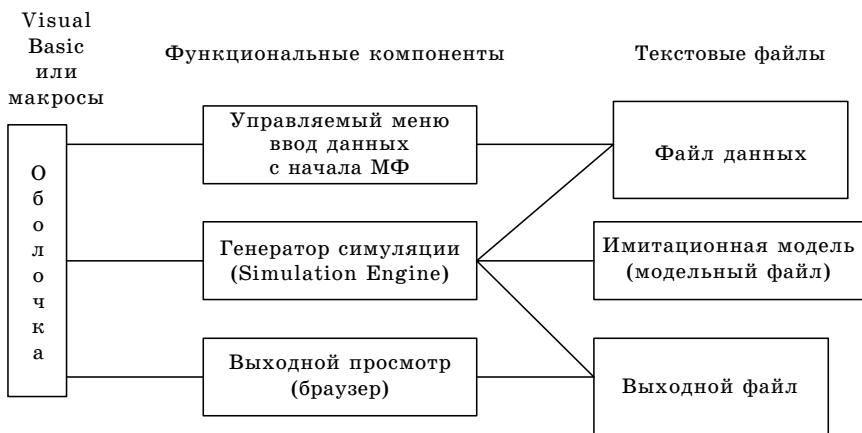 Visual
Basic
или
макросы
Функциональные компоненты
Текстовые файлы
Оболочка
Управляемый меню
ввод данных
с начала МФ
Файл данных
Генератор симуляции
(Simulation Engine)
Имитационная модель
(модельный файл)
Выходной просмотр
(браузер)
Выходной файл